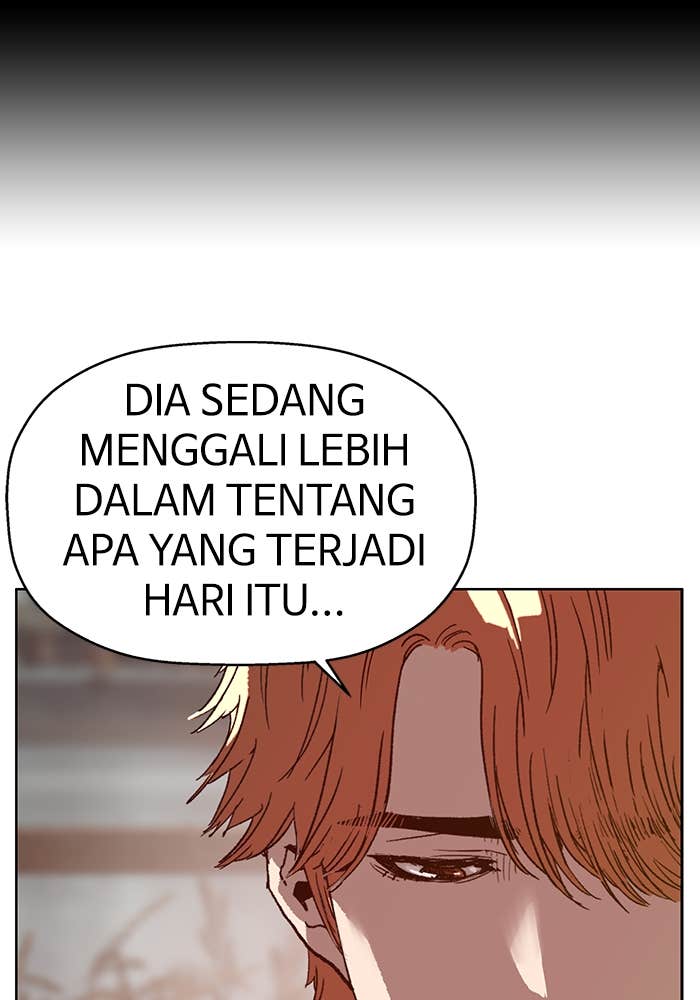 DIA SEDANG
MENGGALI LEBIH
DALAM TENTANG
APA YANG TERJADI
HARI ITU...